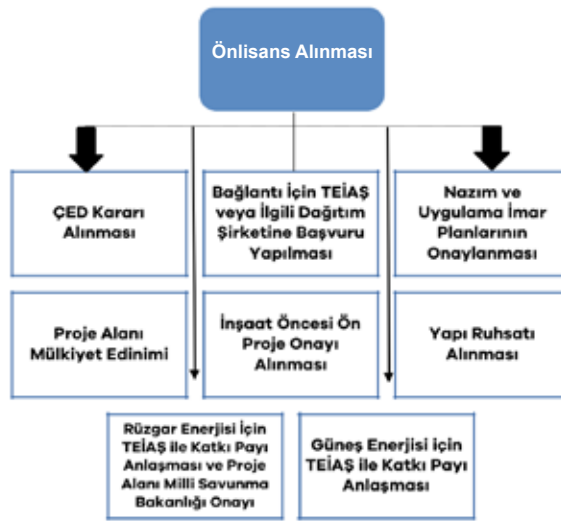 Önlisans Alınması
ÇED Kararı
Alınması
Bağlantı İçin TEİAŞ
veya İlgili Dağıtım
Şirketine Başvuru
Yapılması
Nazım ve
Uygulama İmar
Planlarının
Onaylanması
Proje Alanı
Mülkiyet Edinimi
İnşaat Öncesi Ön
Proje Onayı
Alınması
Yapı Ruhsatı
Alınması
Rüzgar Enerjisi İçin
TEİAŞ ile Katkı Payı
Anlaşması ve Proje
Alanı Milli Savunma
Bakanlığı Onayı
Güneş Enerjisi için
TEİAŞ ile Katkı Payı
Anlaşması